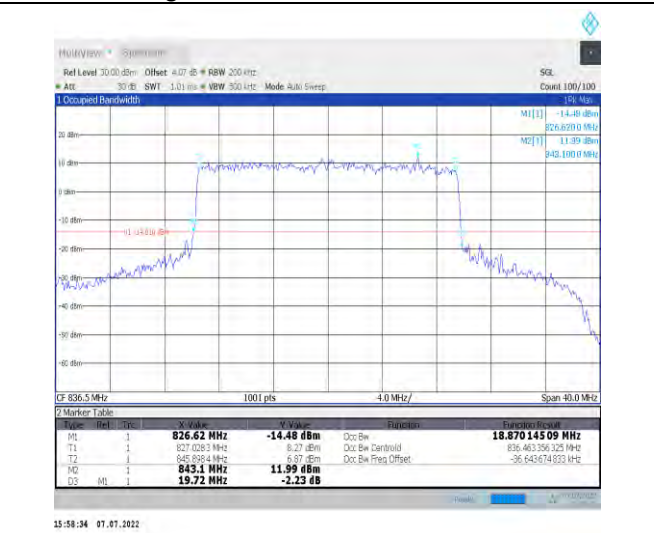 MultiView Spectrum
Ref Level 30.00 dBm Offset 4.07 dB RBW 200 kHz SGL
Att 30 dB SWT 1.01 ms VBW 300 kHz Mode Auto Sweep Count 100/100
1 Occupied Bandwidth 1Pk Max
M1[1] -14.48 dBm
826.6200 MHz
M2[1] 11.99 dBm
843.1000 MHz
20 dBm
10 dBm
0 dBm
-10 dBm
-20 dBm
-30 dBm
-40 dBm
-50 dBm
-60 dBm
CF 836.5 MHz 1001 pts 4.0 MHz/ Span 40.0 MHz
2 Marker Table
Type Ref Trc X-Value Y-Value Function Function Result
M1 1 826.62 MHz -14.48 dBm Occ Bw 18.870 145 09 MHz
T1 1 827.0283 MHz 8.27 dBm Occ Bw Centroid 836.463 356 325 MHz
T2 1 845.8984 MHz 6.87 dBm Occ Bw Freq Offset -36.643674833 kHz
M2 1 843.1 MHz 11.99 dBm
D3 M1 1 19.72 MHz -2.23 dB
15:58:34 07.07.2022